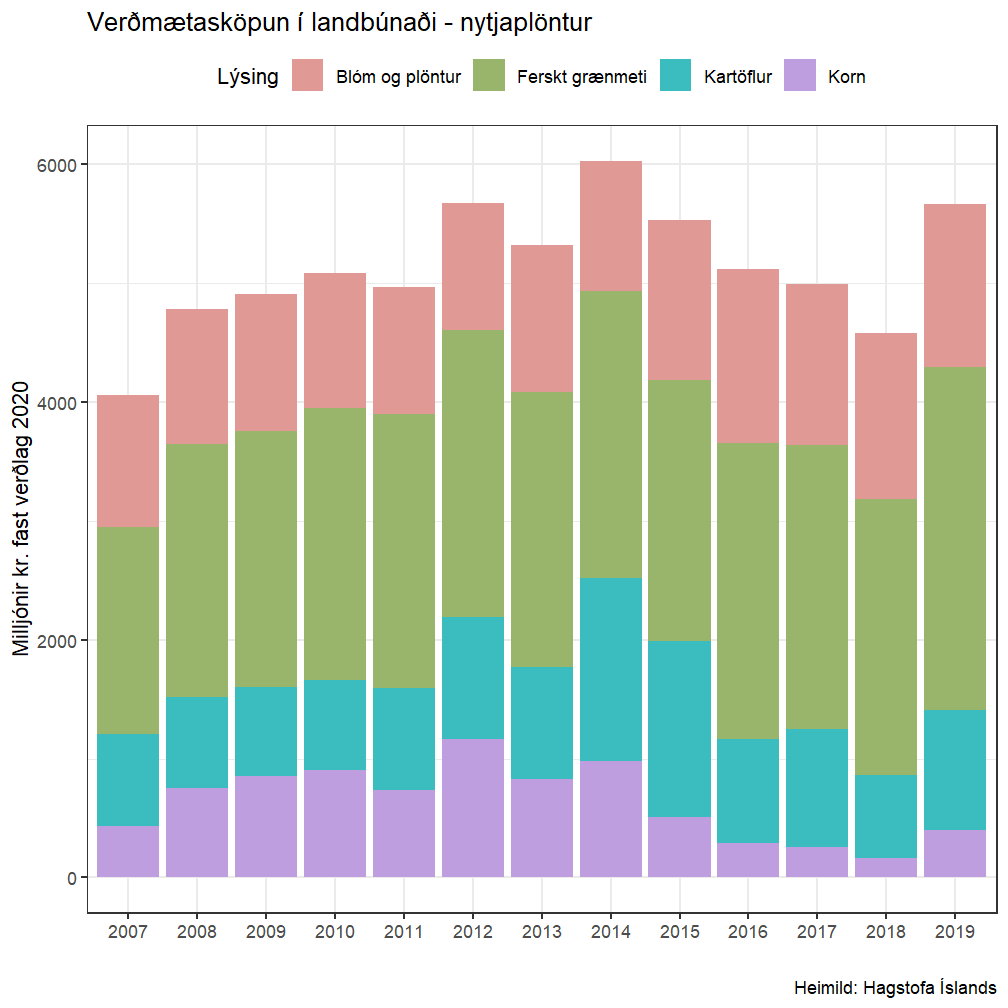 Verðmætasköpun í landbúnaði - nytjaplöntur
Lýsing Blóm og plöntur Ferskt grænmeti Kartöflur Korn
Milljónir kr. fast verðlag 2020
6000
4000
2000
0
2007 2008 2009 2010 2011 2012 2013 2014 2015 2016 2017 2018 2019
Heimild: Hagstofa Íslands